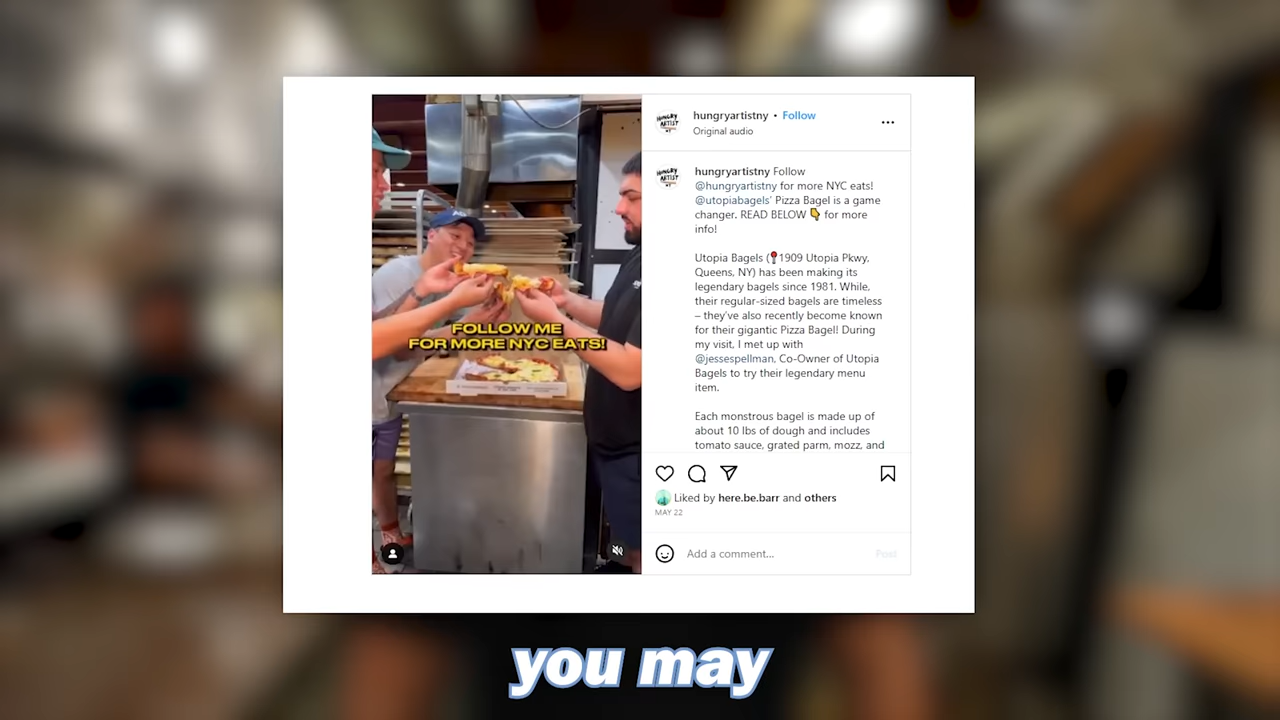 FOLLOW ME
FOR MORE NYC EATS!
hungryartistny • Follow
Original audio
hungryartistny Follow
@hungryartistny for more NYC eats!
@utopiabagels' Pizza Bagel is a game
changer. READ BELOW 👇 for more
info!
Utopia Bagels (📍1909 Utopia Pkwy,
Queens, NY) has been making its
legendary bagels since 1981. While,
their regular-sized bagels are timeless
– they've also recently become known
for their gigantic Pizza Bagel! During
my visit, I met up with
@jessespellman, Co-Owner of Utopia
Bagels to try their legendary menu
item.
Each monstrous bagel is made up of
about 10 lbs of dough and includes
tomato sauce, grated parm, mozz, and
Liked by here.be.barr and others
MAY 22
Add a comment...
Post
you may